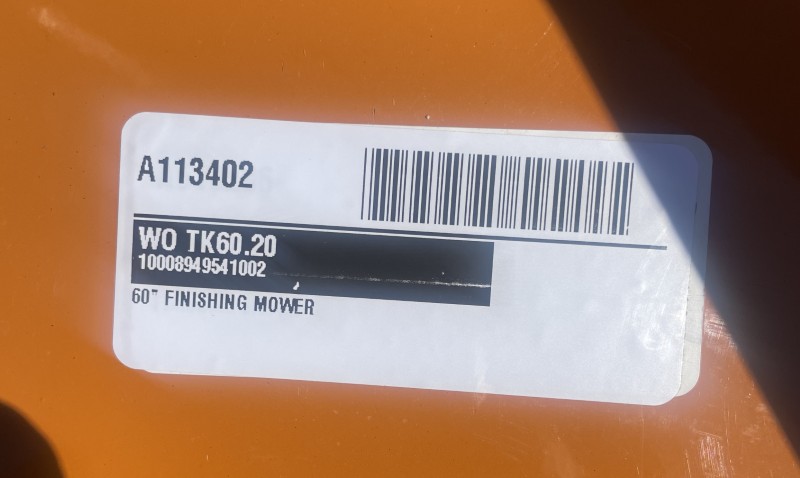 A113402
WO TK60.20
10008949541002
60" FINISHING MOWER